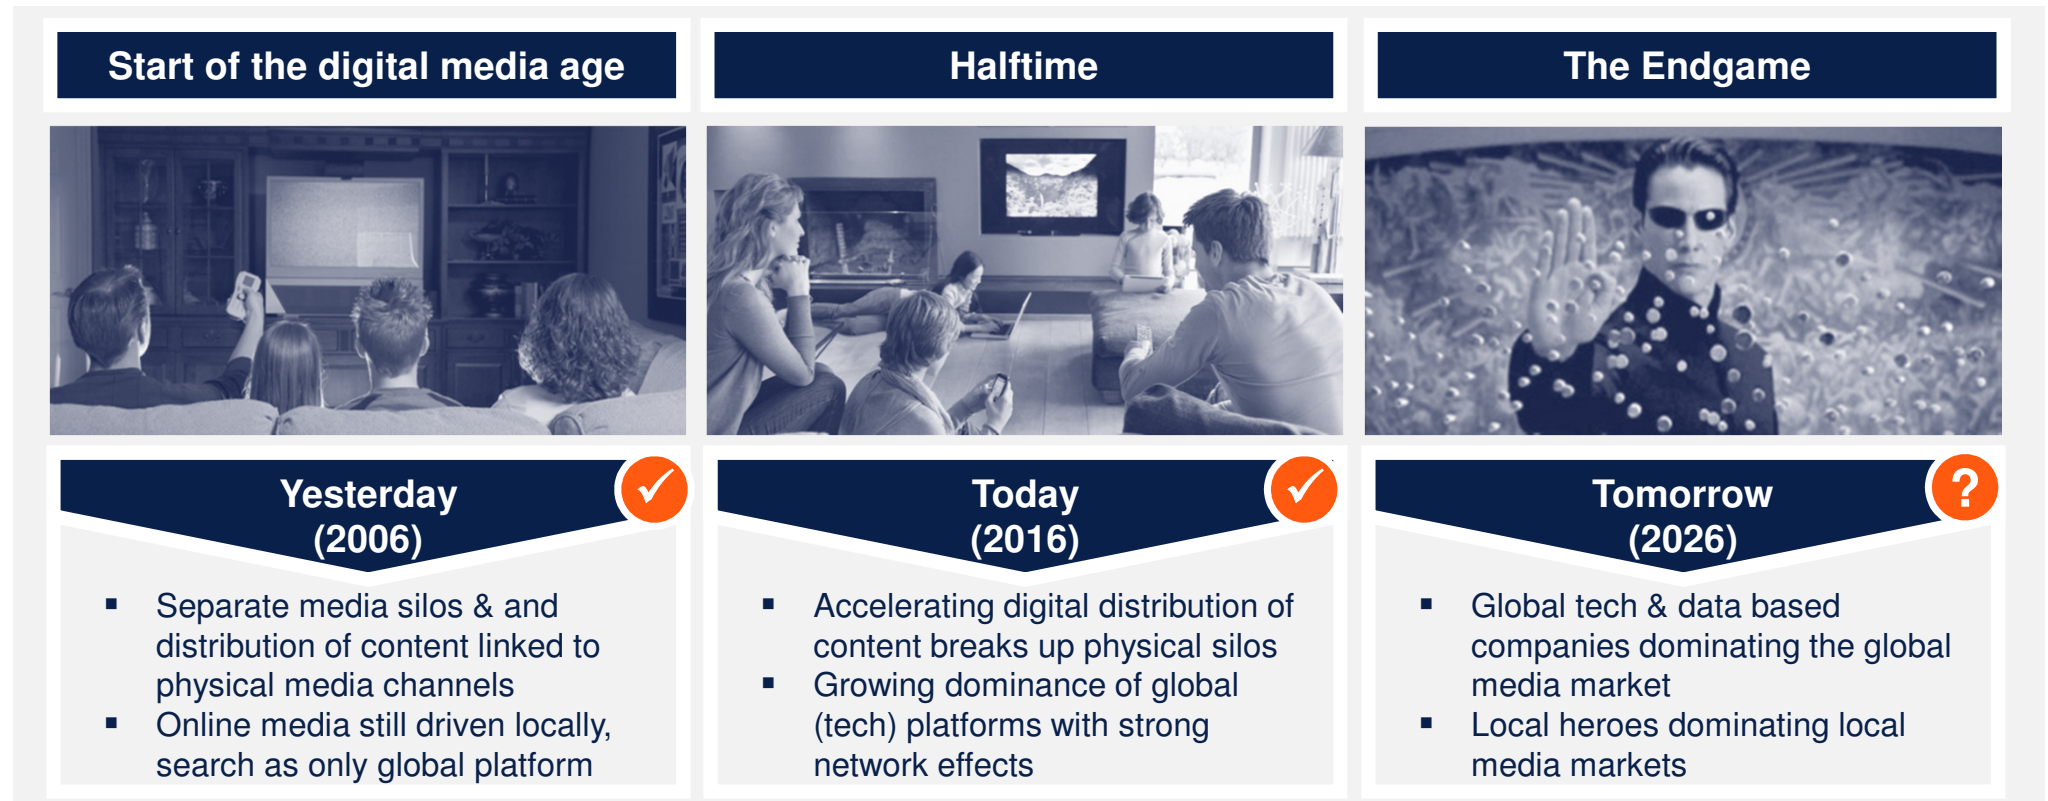 Start of the digital media age
Halftime
The Endgame
Yesterday
(2006)
▪ Separate media silos & and
distribution of content linked to
physical media channels
▪ Online media still driven locally,
search as only global platform
Today
(2016)
▪ Accelerating digital distribution of
content breaks up physical silos
▪ Growing dominance of global
(tech) platforms with strong
network effects
?
Tomorrow
(2026)
▪ Global tech & data based
companies dominating the global
media market
▪ Local heroes dominating local
media markets